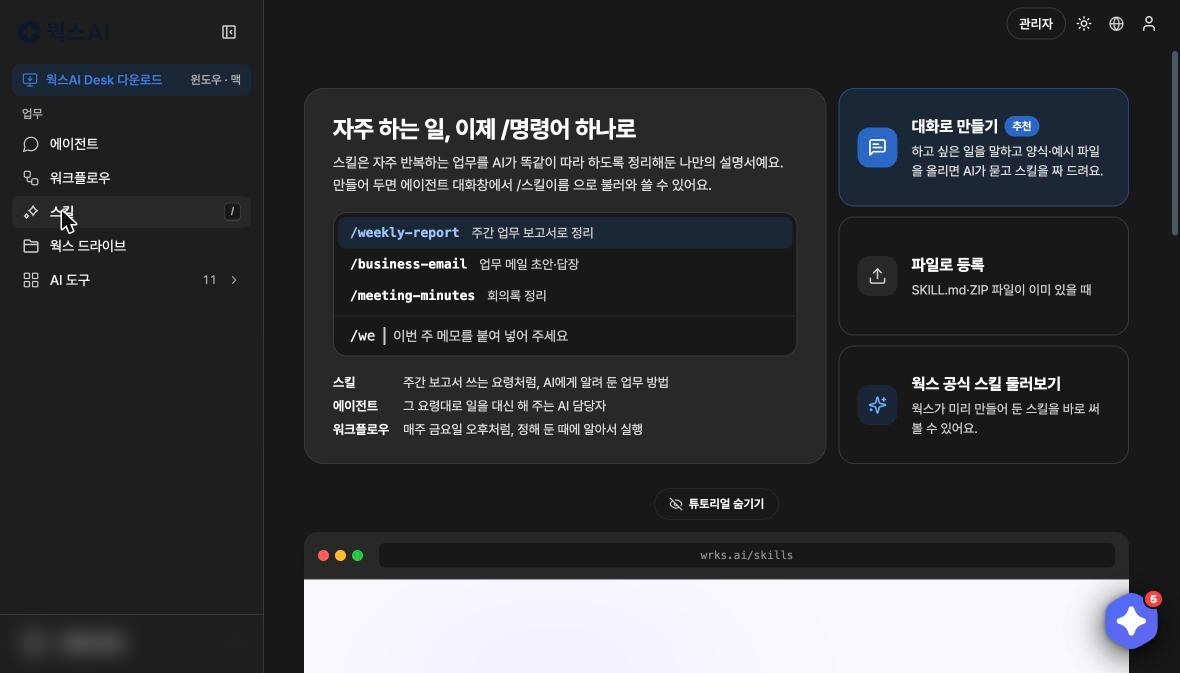 웍스AI
관리자
웍스AI Desk 다운로드 윈도우 · 맥
업무
에이전트
워크플로우
스킬 /
웍스 드라이브
AI 도구 11
자주 하는 일, 이제 /명령어 하나로
스킬은 자주 반복하는 업무를 AI가 똑같이 따라 하도록 정리해둔 나만의 설명서예요.
만들어 두면 에이전트 대화창에서 /스킬이름 으로 불러와 쓸 수 있어요.
/weekly-report 주간 업무 보고서로 정리
/business-email 업무 메일 초안·답장
/meeting-minutes 회의록 정리
/we 이번 주 메모를 붙여 넣어 주세요
스킬 주간 보고서 쓰는 요령처럼, AI에게 알려 둔 업무 방법
에이전트 그 요령대로 일을 대신 해 주는 AI 담당자
워크플로우 매주 금요일 오후처럼, 정해 둔 때에 알아서 실행
대화로 만들기 추천
하고 싶은 일을 말하고 양식·예시 파일
을 올리면 AI가 묻고 스킬을 짜 드려요.
파일로 등록
SKILL.md·ZIP 파일이 이미 있을 때
웍스 공식 스킬 둘러보기
웍스가 미리 만들어 둔 스킬을 바로 써
볼 수 있어요.
튜토리얼 숨기기
wrks.ai/skills
5